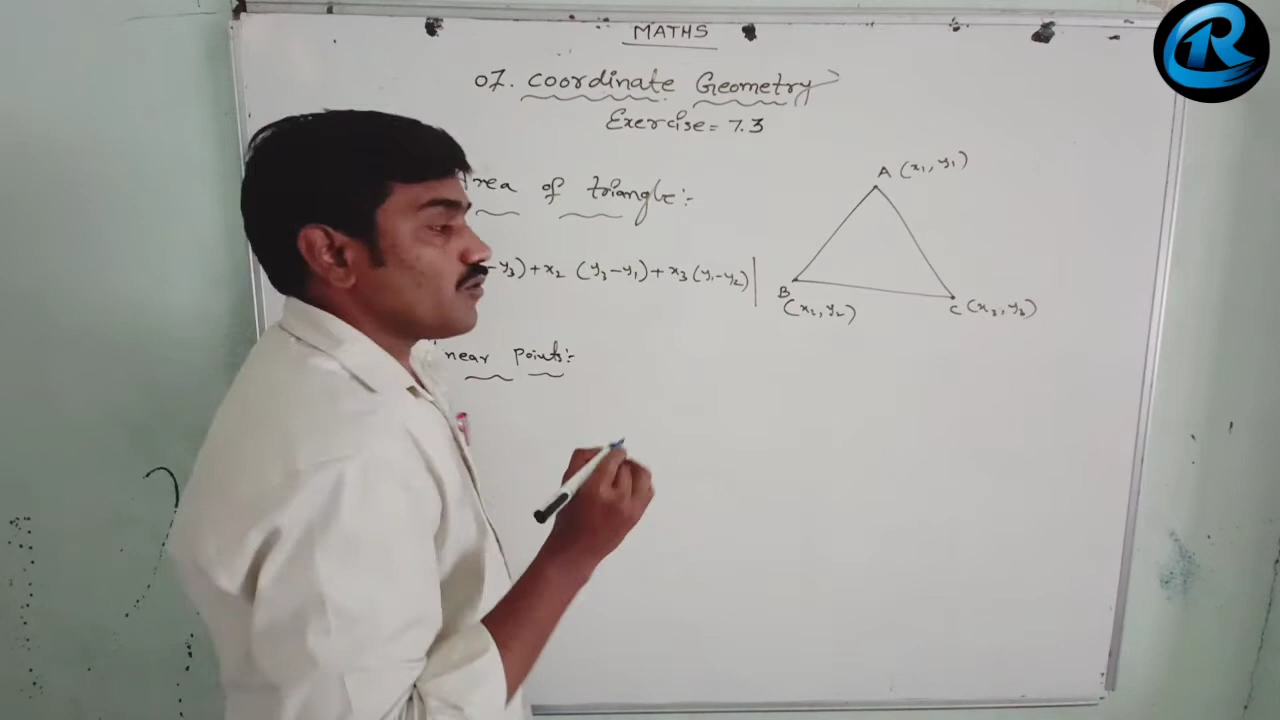 MATHS
07. Coordinate Geometry
Exercise = 7.3
Area of triangle:-
A (x₁, y₁)
-y₃) + x₂ (y₃-y₁) + x₃ (y₁-y₂)|
B
(x₂, y₂)
C (x₃, y₃)
near points:-